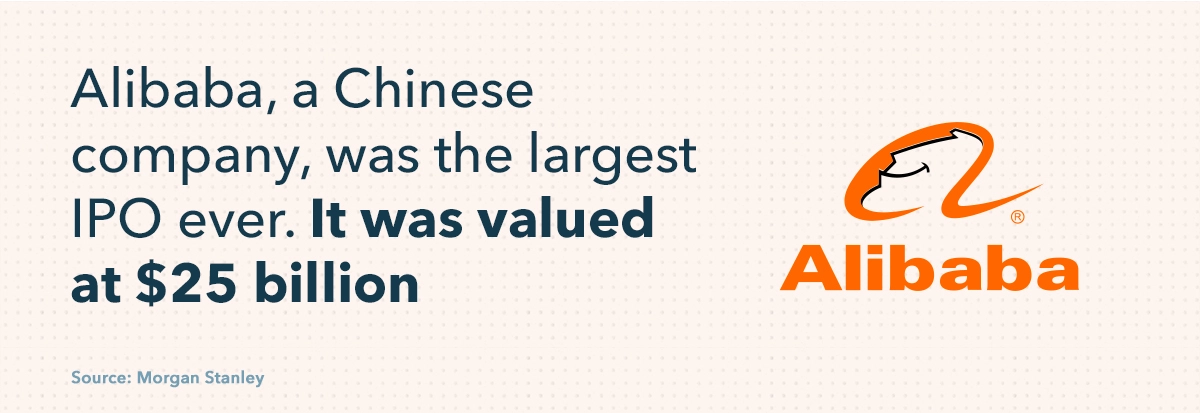 Alibaba, a Chinese
company, was the largest
IPO ever. It was valued
at $25 billion
Source: Morgan Stanley
®
Alibaba